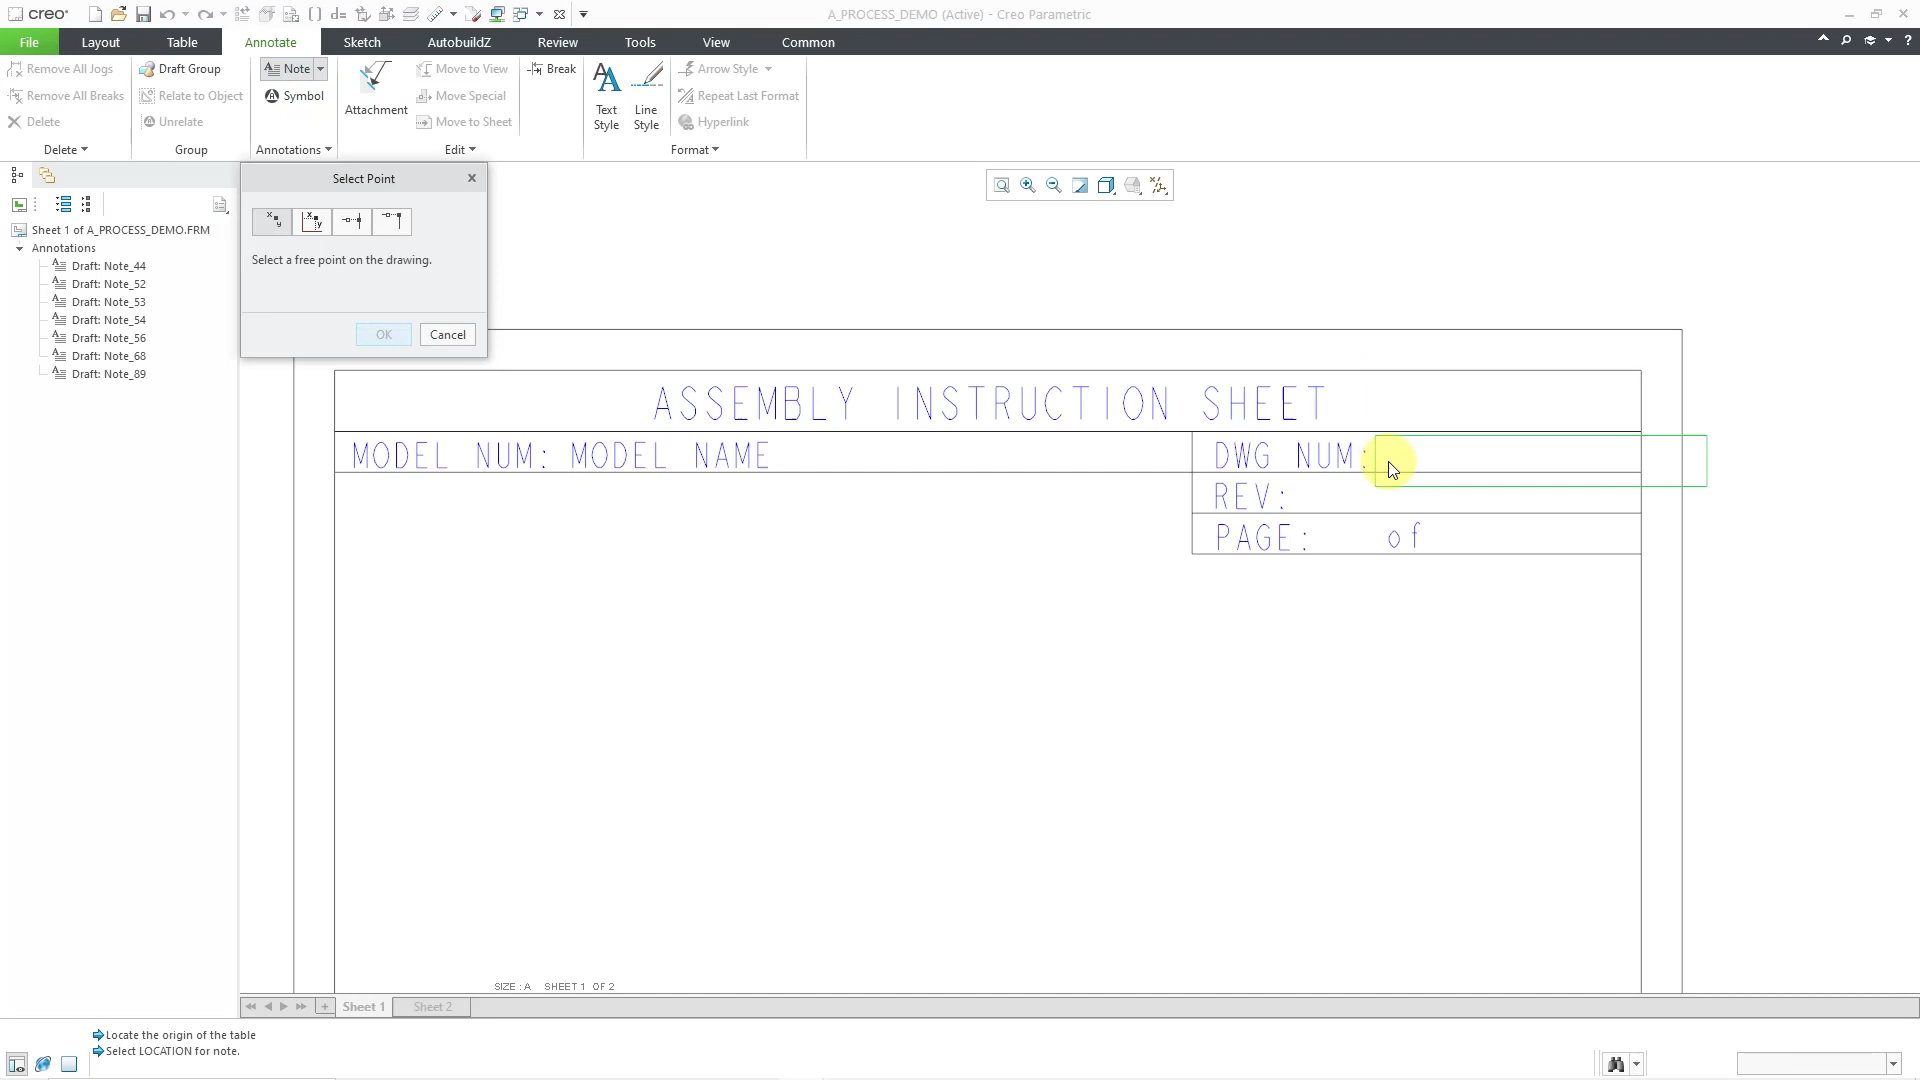 creo
A_PROCESS_DEMO (Active) - Creo Parametric
File Layout Table Annotate Sketch AutobuildZ Review Tools View Common
Remove All Jogs
Remove All Breaks
Delete
Delete
Draft Group
Relate to Object
Unrelate
Group
Note
Symbol
Annotations
Attachment
Move to View
Move Special
Move to Sheet
Edit
Break
Text Style
Line Style
Arrow Style
Repeat Last Format
Hyperlink
Format
Sheet 1 of A_PROCESS_DEMO.FRM
Annotations
Draft: Note_44
Draft: Note_52
Draft: Note_53
Draft: Note_54
Draft: Note_56
Draft: Note_68
Draft: Note_89
Select Point
Select a free point on the drawing.
OK Cancel
ASSEMBLY INSTRUCTION SHEET
MODEL NUM: MODEL NAME
DWG NUM:
REV:
PAGE: of
SIZE : A SHEET 1 OF 2
Sheet 1 Sheet 2
Locate the origin of the table
Select LOCATION for note.